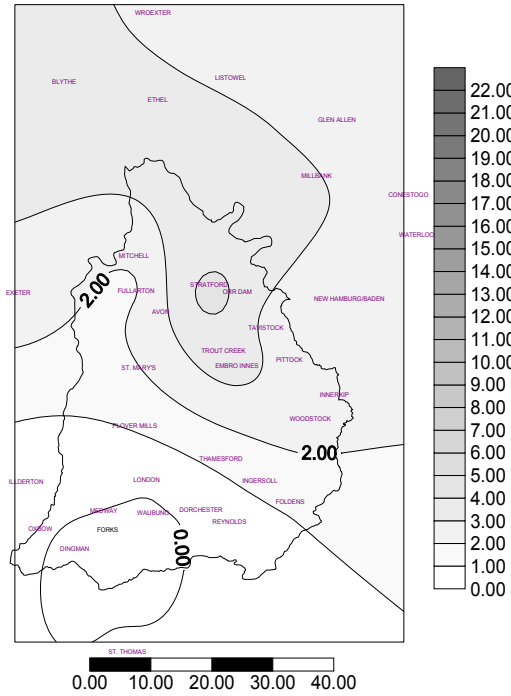 WROEXTER
BLYTHE
LISTOWEL
ETHEL
GLEN ALLEN
MILLBANK
CONESTOGO
WATERLOO
MITCHELL
EXETER
FULLARTON
STRATFORD
ORR DAM
NEW HAMBURG/BADEN
2.00
AVON
TAVISTOCK
TROUT CREEK
PITTOCK
ST. MARY'S
EMBRO INNES
INNERKIP
WOODSTOCK
PLOVER MILLS
2.00
THAMESFORD
ILLDERTON
LONDON
INGERSOLL
FOLDENS
MEDWAY
WAUBUNO
DORCHESTER
REYNOLDS
OXBOW
FORKS
0.00
DINGMAN
ST. THOMAS
0.00 10.00 20.00 30.00 40.00
22.00
21.00
20.00
19.00
18.00
17.00
16.00
15.00
14.00
13.00
12.00
11.00
10.00
9.00
8.00
7.00
6.00
5.00
4.00
3.00
2.00
1.00
0.00